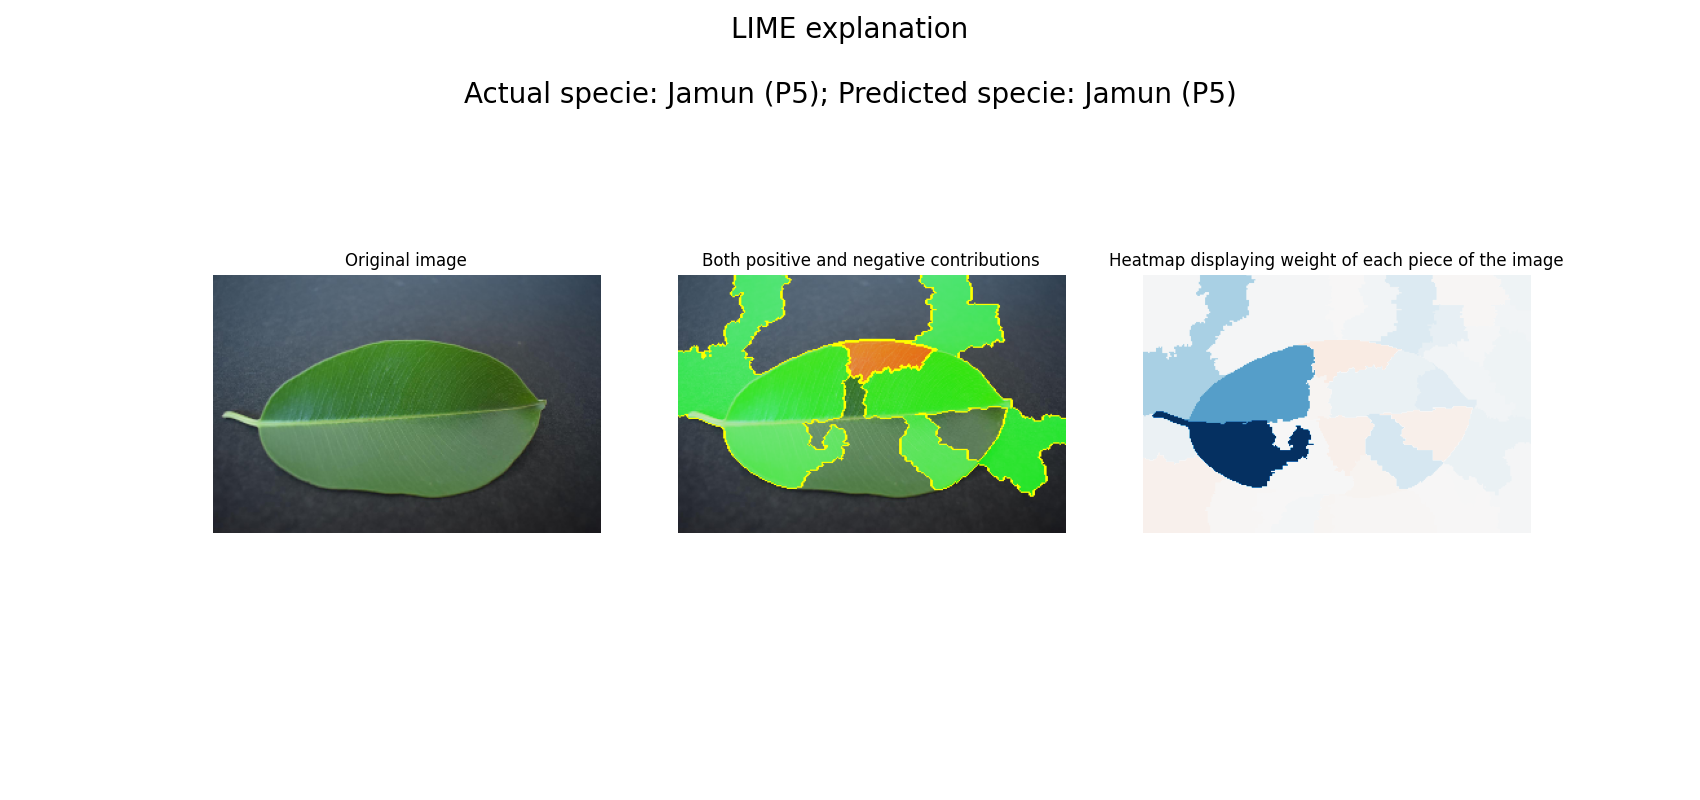 LIME explanation
Actual specie: Jamun (P5); Predicted specie: Jamun (P5)
Original image
Both positive and negative contributions
Heatmap displaying weight of each piece of the image